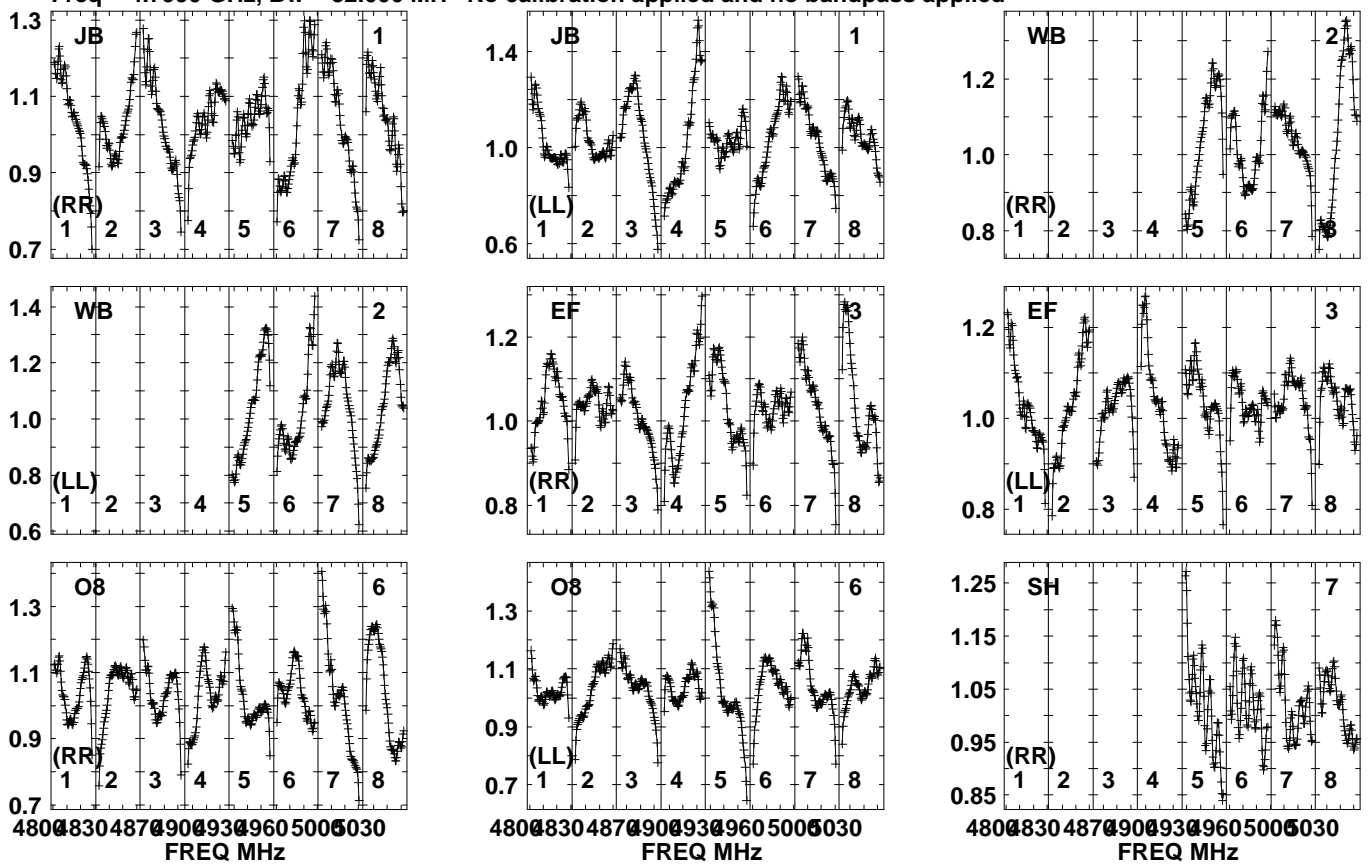 No calibration applied and no bandpass applied
1.3 JB 1
1.2
1.1
1.0
0.9
0.8
(RR)
1 2 3 4 5 6 7 8
0.7
JB 1
1.4
1.2
1.0
0.8
(LL)
1 2 3 4 5 6 7 8
0.6
WB 2
1.2
1.0
(RR)
0.8 1 2 3 4 5 6 7 8
1.4 WB 2
1.2
1.0
0.8
(LL)
1 2 3 4 5 6 7 8
0.6
EF 3
1.2
1.0
(RR)
0.8 1 2 3 4 5 6 7 8
EF 3
1.2
1.0
(LL)
0.8 1 2 3 4 5 6 7 8
O8 6
1.3
1.1
0.9
(RR)
1 2 3 4 5 6 7 8
0.7
4800 4830 4870 4900 4930 4960 5000 5030
FREQ MHz
O8 6
1.3
1.1
0.9
(LL)
0.7 1 2 3 4 5 6 7 8
4800 4830 4870 4900 4930 4960 5000 5030
FREQ MHz
1.25 SH 7
1.15
1.05
0.95
(RR)
1 2 3 4 5 6 7 8
0.85
4800 4830 4870 4900 4930 4960 5000 5030
FREQ MHz